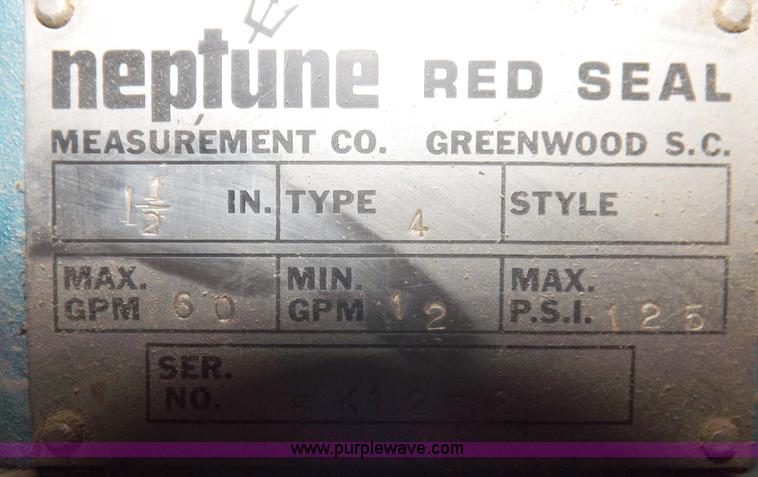 neptune RED SEAL
MEASUREMENT CO. GREENWOOD S.C.
1 1/2 IN. TYPE 4 STYLE
MAX. GPM 60 MIN. GPM 12 MAX. P.S.I. 125
SER. NO.
www.purplewave.com